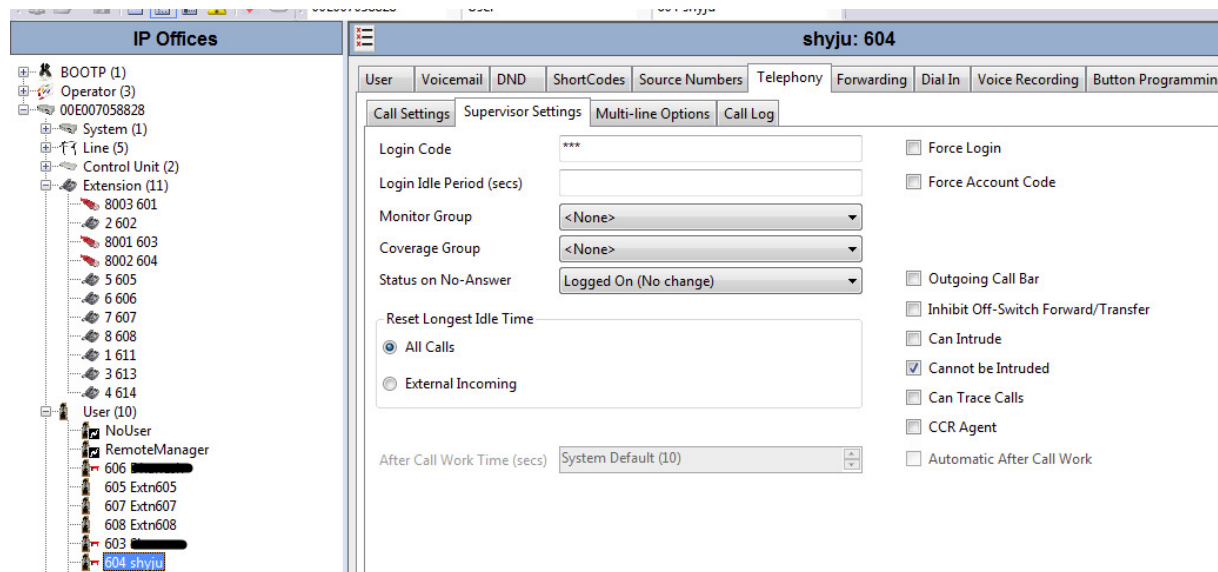 IP Offices
BOOTP (1)
Operator (3)
00E007058828
System (1)
Line (5)
Control Unit (2)
Extension (11)
8003 601
2 602
8001 603
8002 604
5 605
6 606
7 607
8 608
1 611
3 613
4 614
User (10)
NoUser
RemoteManager
606
605 Extn605
607 Extn607
608 Extn608
603
604 shyju
shyju: 604
User Voicemail DND ShortCodes Source Numbers Telephony Forwarding Dial In Voice Recording Button Programmin
Call Settings Supervisor Settings Multi-line Options Call Log
Login Code ***
Force Login
Login Idle Period (secs)
Force Account Code
Monitor Group <None>
Coverage Group <None>
Status on No-Answer Logged On (No change)
Outgoing Call Bar
Inhibit Off-Switch Forward/Transfer
Reset Longest Idle Time
All Calls
Can Intrude
Cannot be Intruded
External Incoming
Can Trace Calls
CCR Agent
After Call Work Time (secs) System Default (10)
Automatic After Call Work